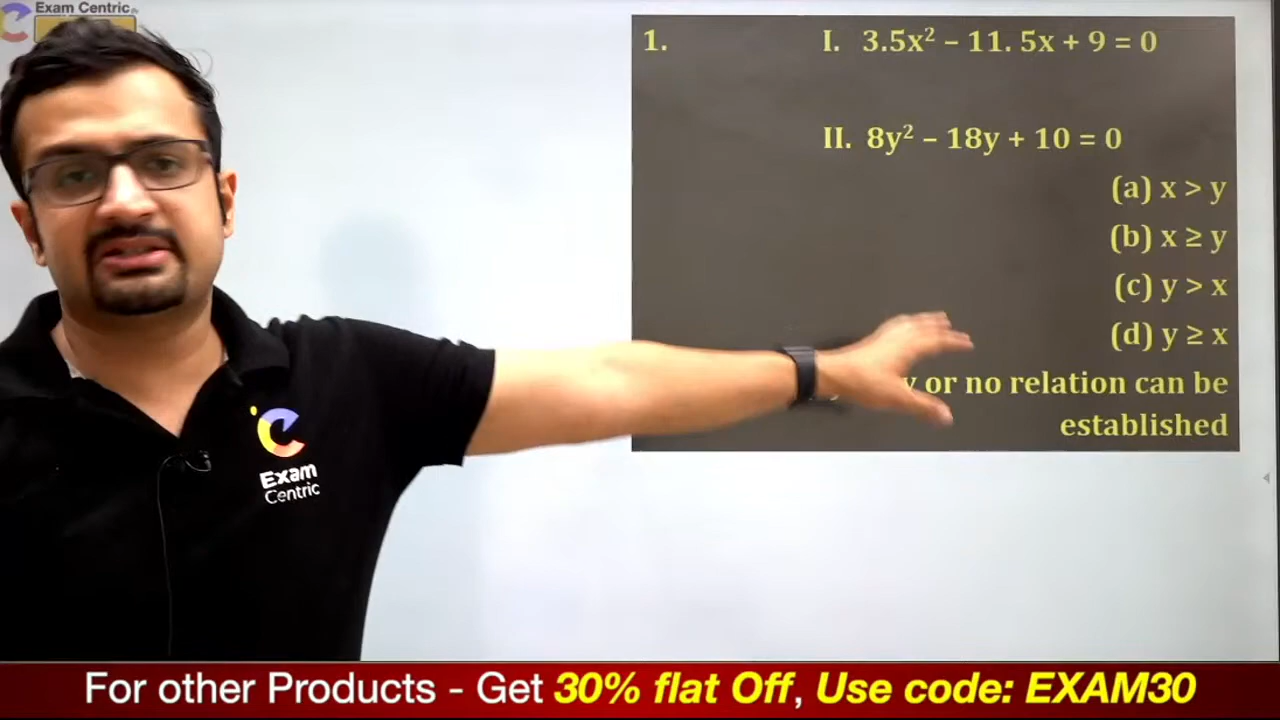 Exam Centric
1. I. 3.5x² – 11. 5x + 9 = 0
II. 8y² – 18y + 10 = 0
(a) x > y
(b) x ≥ y
(c) y > x
(d) y ≥ x
or no relation can be
established
Exam
Centric
For other Products - Get 30% flat Off, Use code: EXAM30